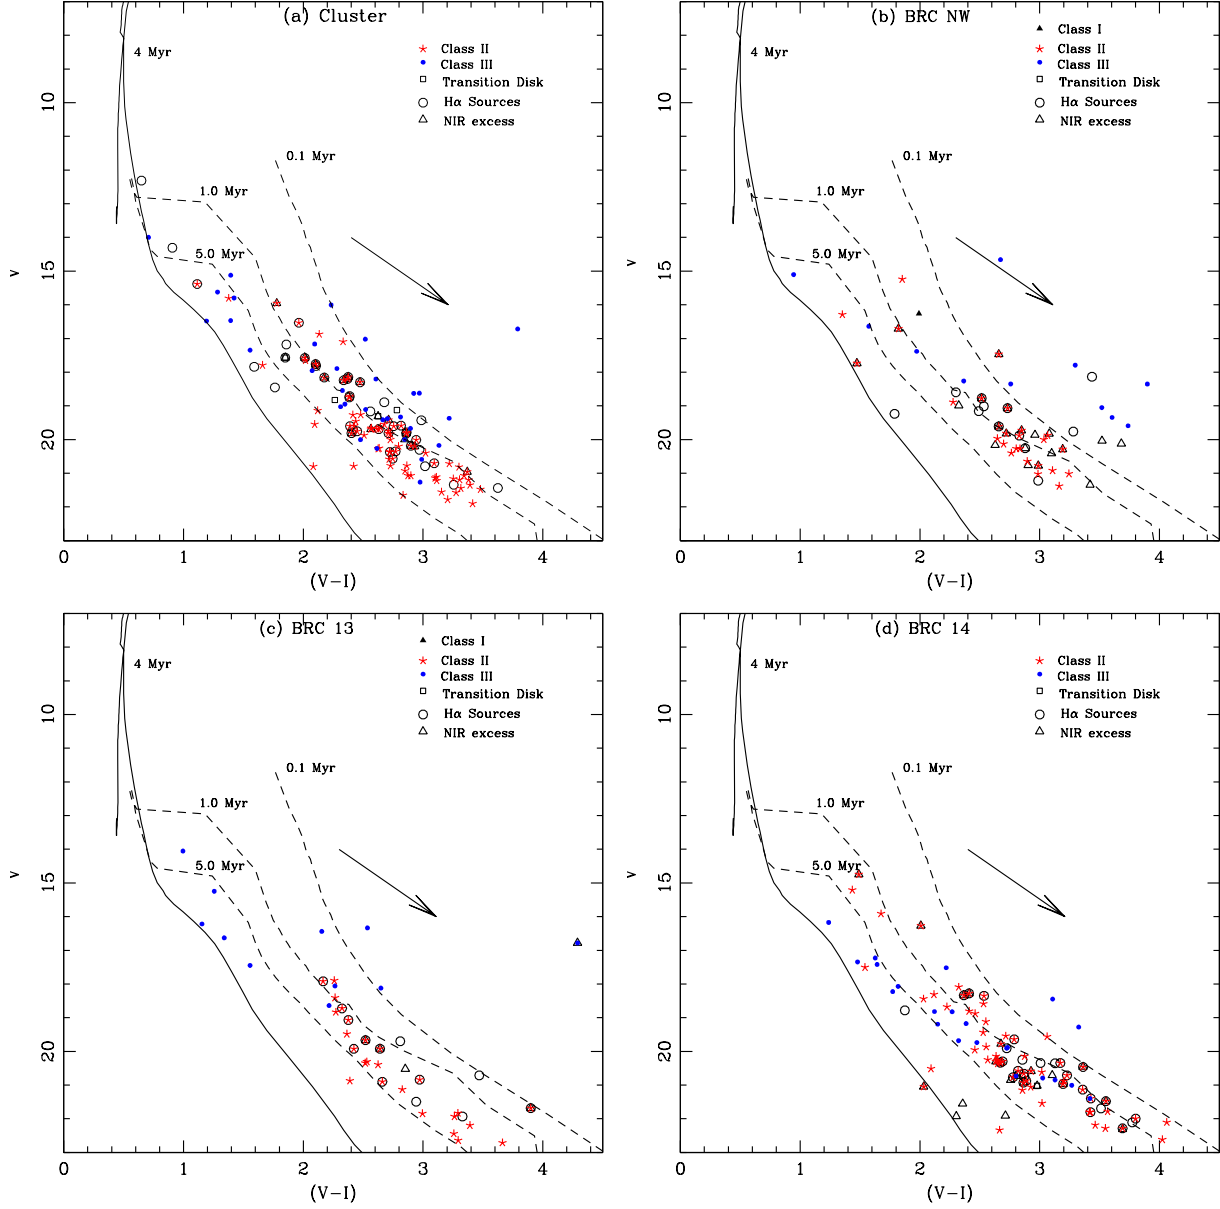 (a) Cluster
4 Myr
Class II
Class III
Transition Disk
Hα Sources
NIR excess
0.1 Myr
1.0 Myr
5.0 Myr
10
15
20
V
0 1 2 3 4
(V−I)
(b) BRC NW
4 Myr
Class I
Class II
Class III
Transition Disk
Hα Sources
NIR excess
0.1 Myr
1.0 Myr
5.0 Myr
10
15
20
V
0 1 2 3 4
(V−I)
(c) BRC 13
4 Myr
Class I
Class II
Class III
Transition Disk
Hα Sources
NIR excess
0.1 Myr
1.0 Myr
5.0 Myr
10
15
20
V
0 1 2 3 4
(V−I)
(d) BRC 14
4 Myr
Class II
Class III
Transition Disk
Hα Sources
NIR excess
0.1 Myr
1.0 Myr
5.0 Myr
10
15
20
V
0 1 2 3 4
(V−I)